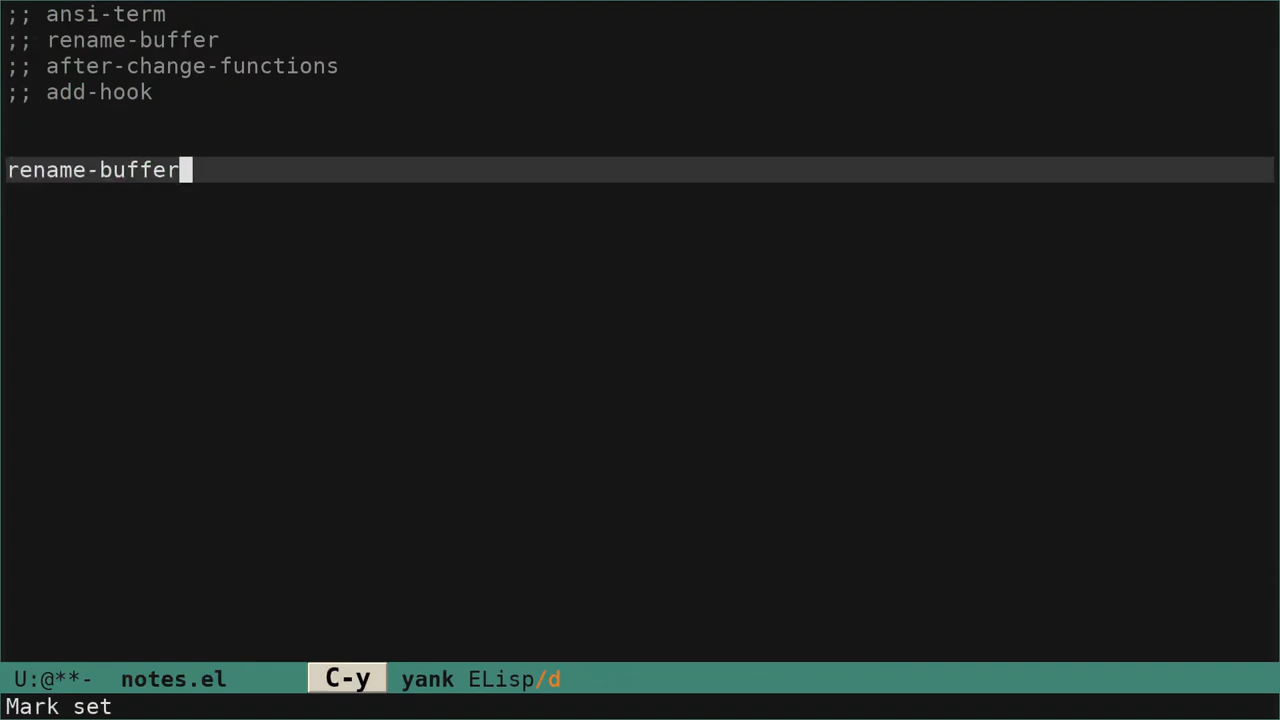 ;; ansi-term
;; rename-buffer
;; after-change-functions
;; add-hook
rename-buffer
U:@**-  notes.el  C-y  yank ELisp/d
Mark set